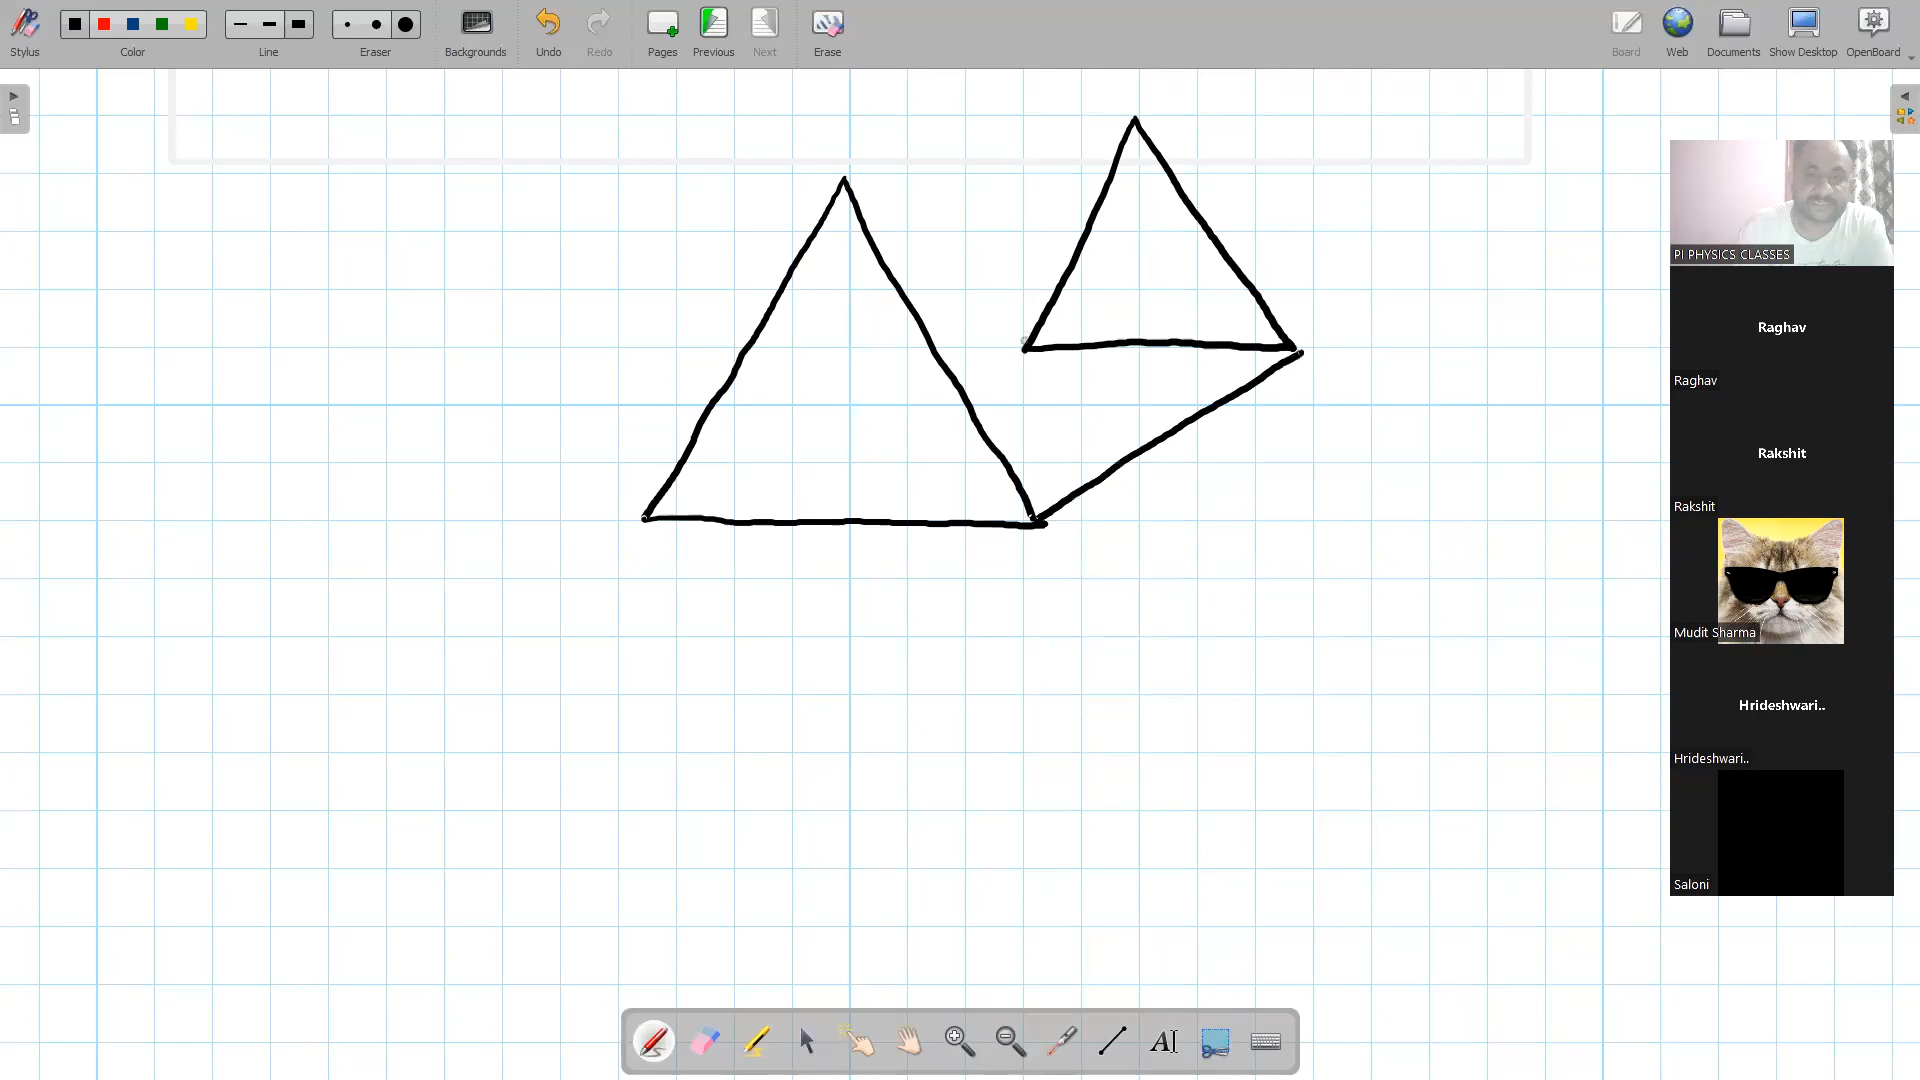 Stylus
Color
Line
Eraser
Backgrounds
Undo
Redo
Pages
Previous
Next
Erase
Board
Web
Documents
Show Desktop
OpenBoard
PI PHYSICS CLASSES
Raghav
Raghav
Rakshit
Rakshit
Mudit Sharma
Hrideshwari..
Hrideshwari..
Saloni
A